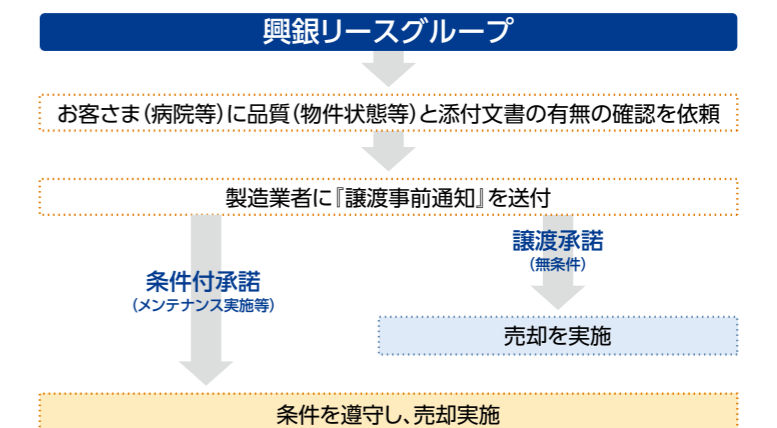 興銀リースグループ
お客さま(病院等)に品質(物件状態等)と添付文書の有無の確認を依頼
製造業者に『譲渡事前通知』を送付
譲渡承諾
(無条件)
条件付承諾
(メンテナンス実施等)
売却を実施
条件を遵守し、売却実施